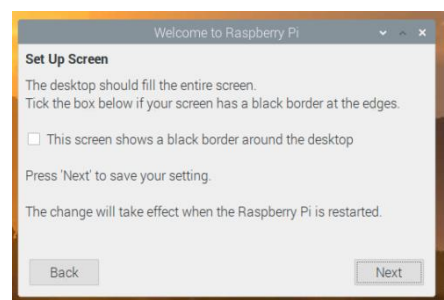 Welcome to Raspberry Pi
Set Up Screen
The desktop should fill the entire screen.
Tick the box below if your screen has a black border at the edges.
This screen shows a black border around the desktop
Press 'Next' to save your setting.
The change will take effect when the Raspberry Pi is restarted.
Back
Next